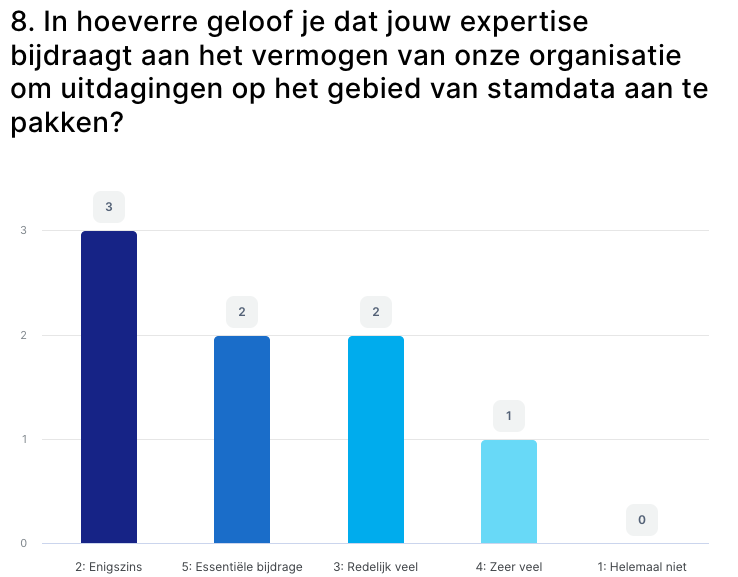 8. In hoeverre geloof je dat jouw expertise
bijdraagt aan het vermogen van onze organisatie
om uitdagingen op het gebied van stamdata aan te
pakken?
3
3
2
2
2
1
1
0
0
2: Enigszins
5: Essentiële bijdrage
3: Redelijk veel
4: Zeer veel
1: Helemaal niet